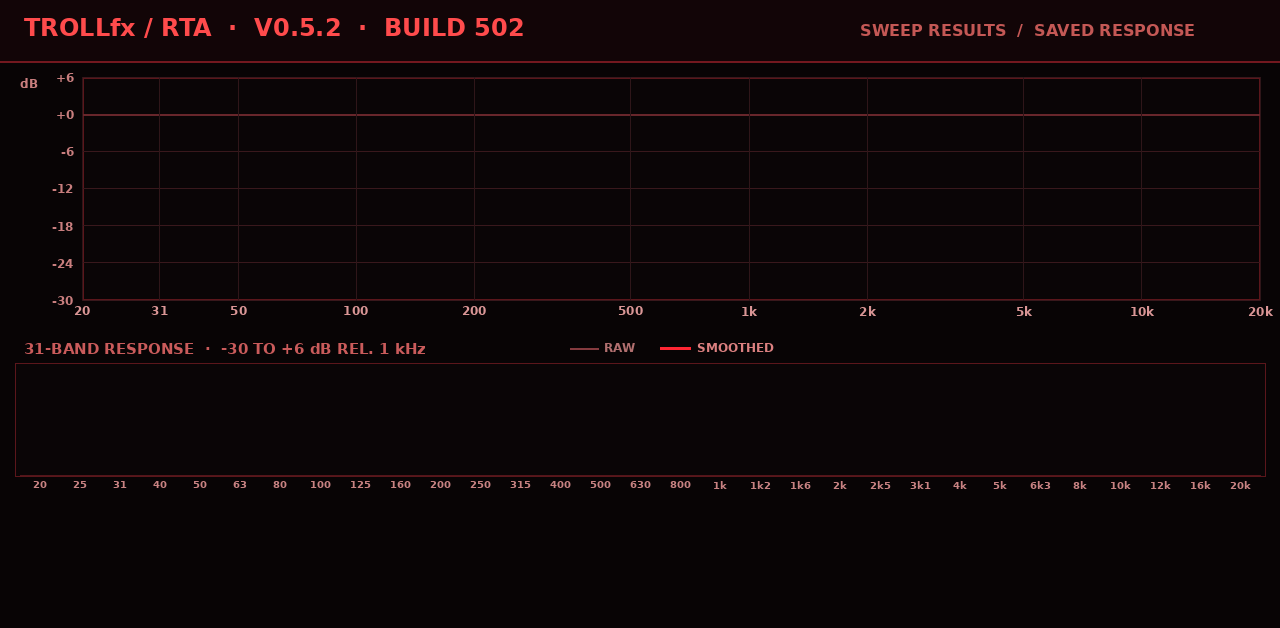 TROLLfx / RTA · V0.5.2 · BUILD 502
SWEEP RESULTS / SAVED RESPONSE
dB
+6
+0
-6
-12
-18
-24
-30
20 31 50 100 200 500 1k 2k 5k 10k 20k
31-BAND RESPONSE · -30 TO +6 dB REL. 1 kHz
RAW SMOOTHED
20 25 31 40 50 63 80 100 125 160 200 250 315 400 500 630 800 1k 1k2 1k6 2k 2k5 3k1 4k 5k 6k3 8k 10k 12k 16k 20k